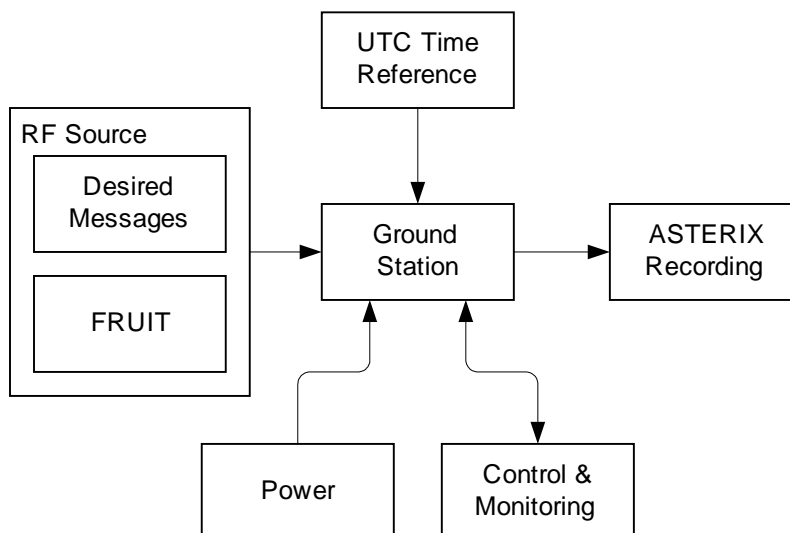 UTC Time
Reference
RF Source
Desired
Messages
FRUIT
Ground
Station
ASTERIX
Recording
Power
Control &
Monitoring